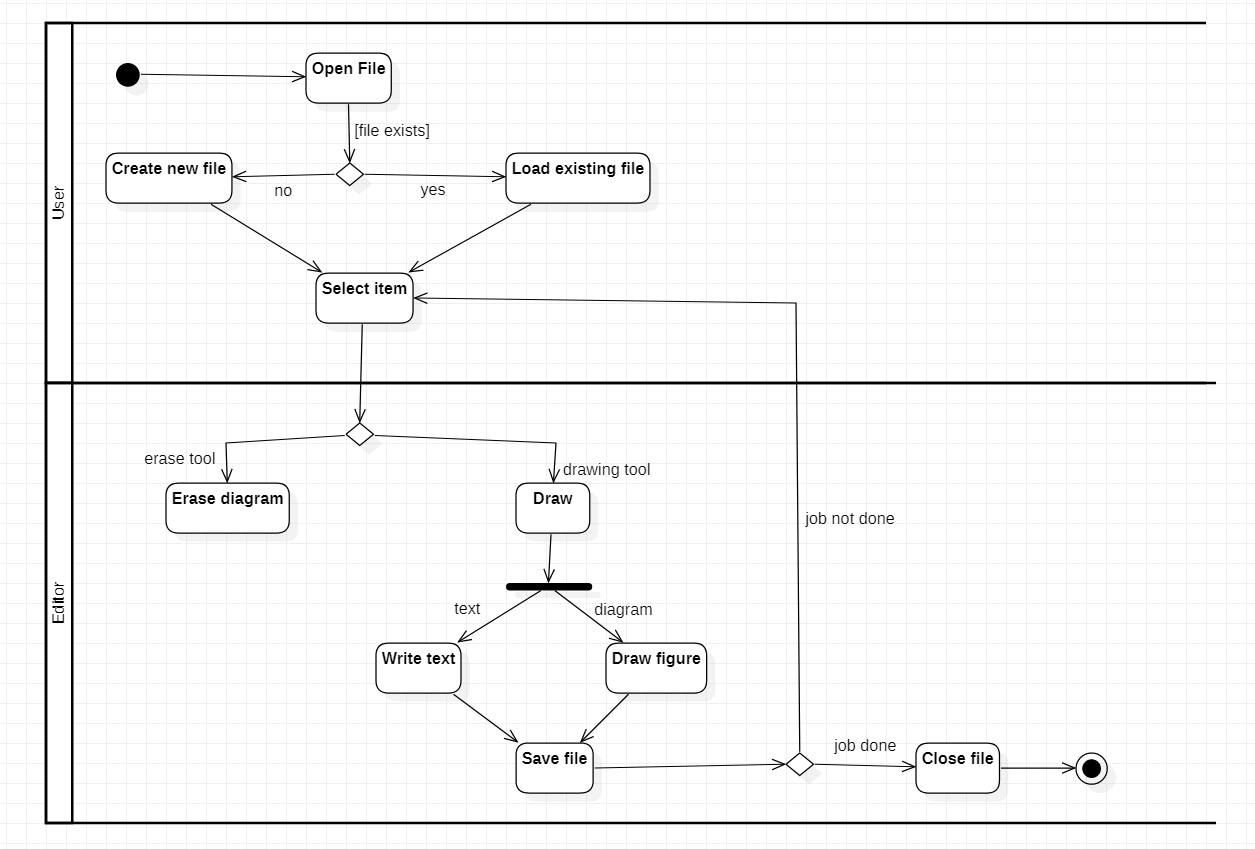 User
Open File
[file exists]
Create new file
Load existing file
no
yes
Select item
Editor
erase tool
drawing tool
Erase diagram
Draw
job not done
text
diagram
Write text
Draw figure
job done
Save file
Close file